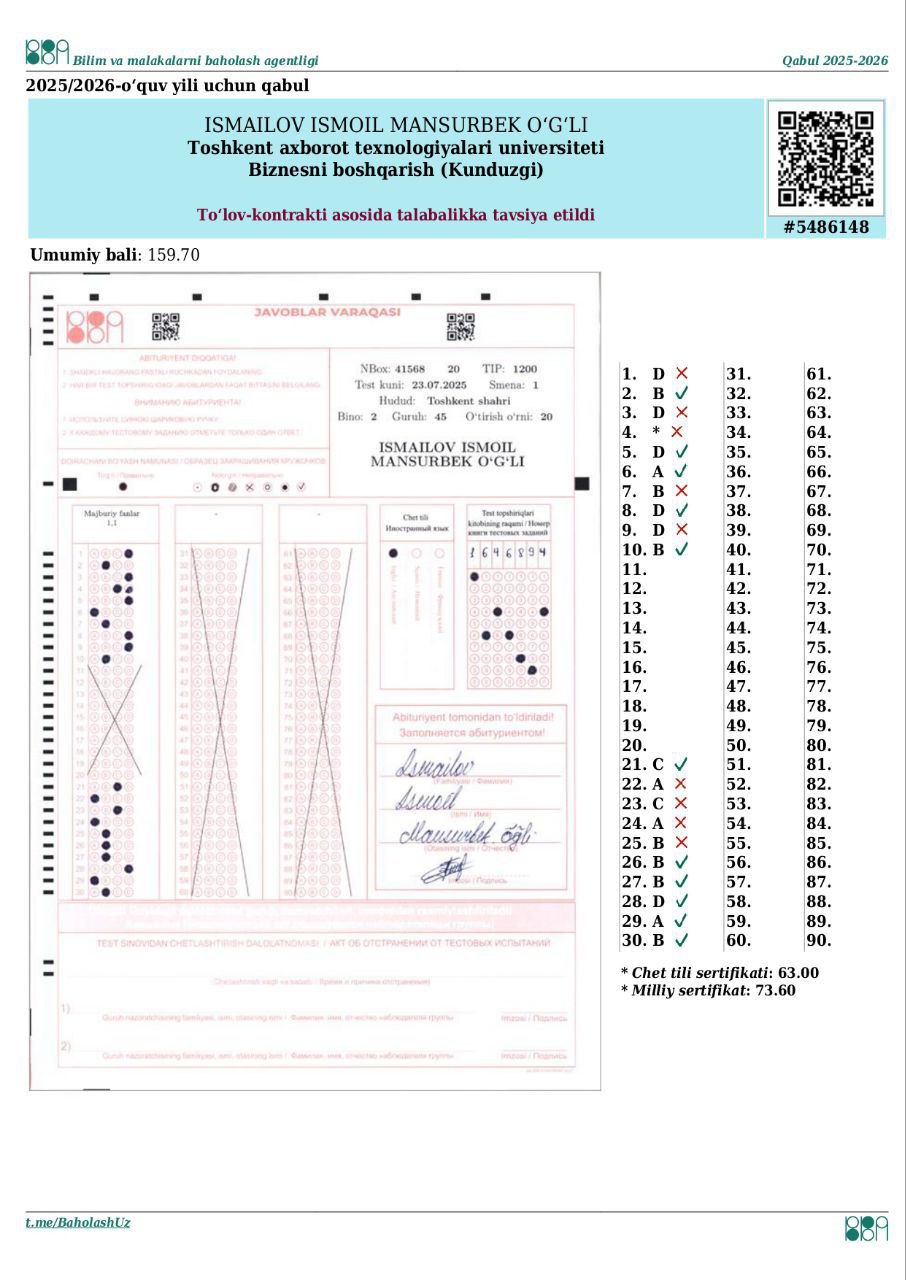 Bilim va malakalarni baholash agentligi
Qabul 2025-2026
2025/2026-o‘quv yili uchun qabul
ISMAILOV ISMOIL MANSURBEK O‘G‘LI
Toshkent axborot texnologiyalari universiteti
Biznesni boshqarish (Kunduzgi)
To‘lov-kontrakti asosida talabalikka tavsiya etildi
#5486148
Umumiy bali: 159.70
JAVOBLAR VARAQASI
ABITURIYENT DIQQATIGA!
ВНИМАНИЮ АБИТУРИЕНТА!
NBox: 41568 20 TIP: 1200
Test kuni: 23.07.2025 Smena: 1
Hudud: Toshkent shahri
Bino: 2 Guruh: 45 O‘tirish o‘rni: 20
ISMAILOV ISMOIL
MANSURBEK O‘G‘LI
Majburiy fanlar
1,1
Chet tili
Иностранный язык
Test topshiriqlari
kitobining raqami / Номер
книги тестовых заданий
Abituriyent tomonidan to‘ldiriladi!
Заполняется абитуриентом!
Ismailov
(Familiyasi / Фамилия)
Ismoil
(Ismi / Имя)
Mansurbek o‘g‘li
(Otasining ismi / Отчество)
Imzosi / Подпись
TEST SINOVIDAN CHETLASHTIRISH DALOLATNOMASI / АКТ ОБ ОТСТРАНЕНИИ ОТ ТЕСТОВЫХ ИСПЫТАНИЙ
1)
Guruh nazoratchisining familiyasi, ismi, otasining ismi / Фамилия, имя, отчество наблюдателя группы
Imzosi / Подпись
2)
Guruh nazoratchisining familiyasi, ismi, otasining ismi / Фамилия, имя, отчество наблюдателя группы
Imzosi / Подпись
1. D ✗ 31. 61.
2. B ✓ 32. 62.
3. D ✗ 33. 63.
4. * ✗ 34. 64.
5. D ✓ 35. 65.
6. A ✓ 36. 66.
7. B ✗ 37. 67.
8. D ✓ 38. 68.
9. D ✗ 39. 69.
10. B ✓ 40. 70.
11. 41. 71.
12. 42. 72.
13. 43. 73.
14. 44. 74.
15. 45. 75.
16. 46. 76.
17. 47. 77.
18. 48. 78.
19. 49. 79.
20. 50. 80.
21. C ✓ 51. 81.
22. A ✗ 52. 82.
23. C ✗ 53. 83.
24. A ✗ 54. 84.
25. B ✗ 55. 85.
26. B ✓ 56. 86.
27. B ✓ 57. 87.
28. D ✓ 58. 88.
29. A ✓ 59. 89.
30. B ✓ 60. 90.
* Chet tili sertifikati: 63.00
* Milliy sertifikat: 73.60
t.me/BaholashUz